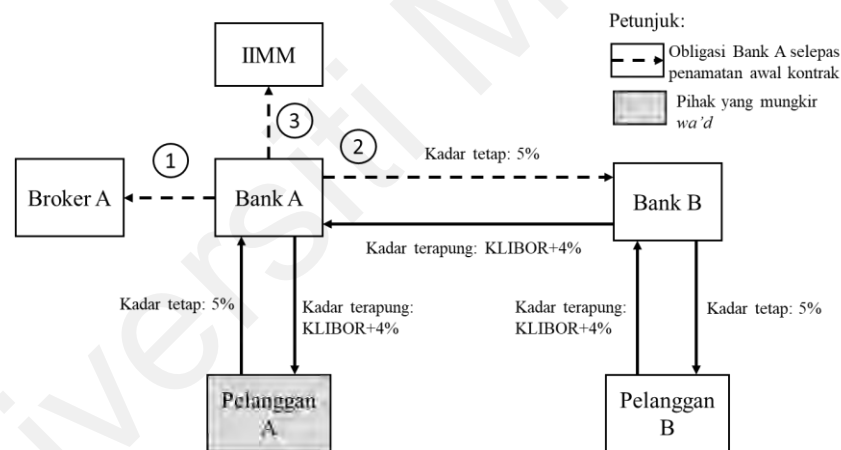 Petunjuk:
Obligasi Bank A selepas
penamatan awal kontrak
Pihak yang mungkir
wa'd
IIMM
3
1
2
Kadar tetap: 5%
Broker A
Bank A
Bank B
Kadar terapung: KLIBOR+4%
Kadar tetap: 5%
Kadar terapung:
KLIBOR+4%
Kadar terapung:
KLIBOR+4%
Kadar tetap: 5%
Pelanggan
A
Pelanggan
B